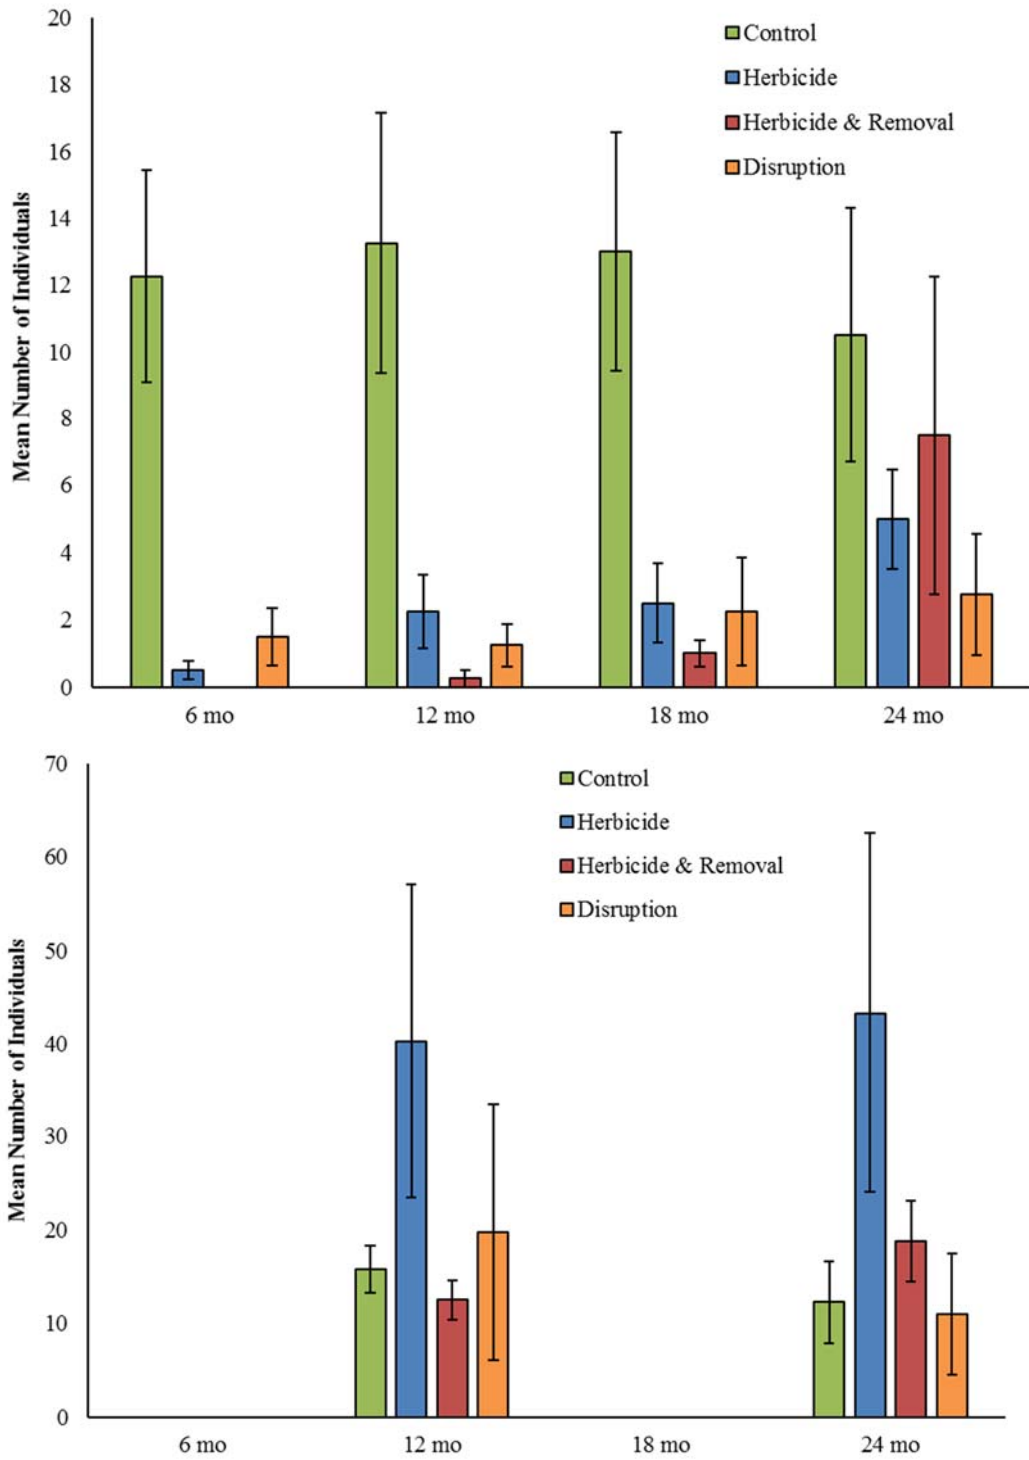 20
18
16
14
12
10
8
6
4
2
0
Mean Number of Individuals
Control
Herbicide
Herbicide & Removal
Disruption
6 mo 12 mo 18 mo 24 mo
70
60
50
40
30
20
10
0
Mean Number of Individuals
Control
Herbicide
Herbicide & Removal
Disruption
6 mo 12 mo 18 mo 24 mo